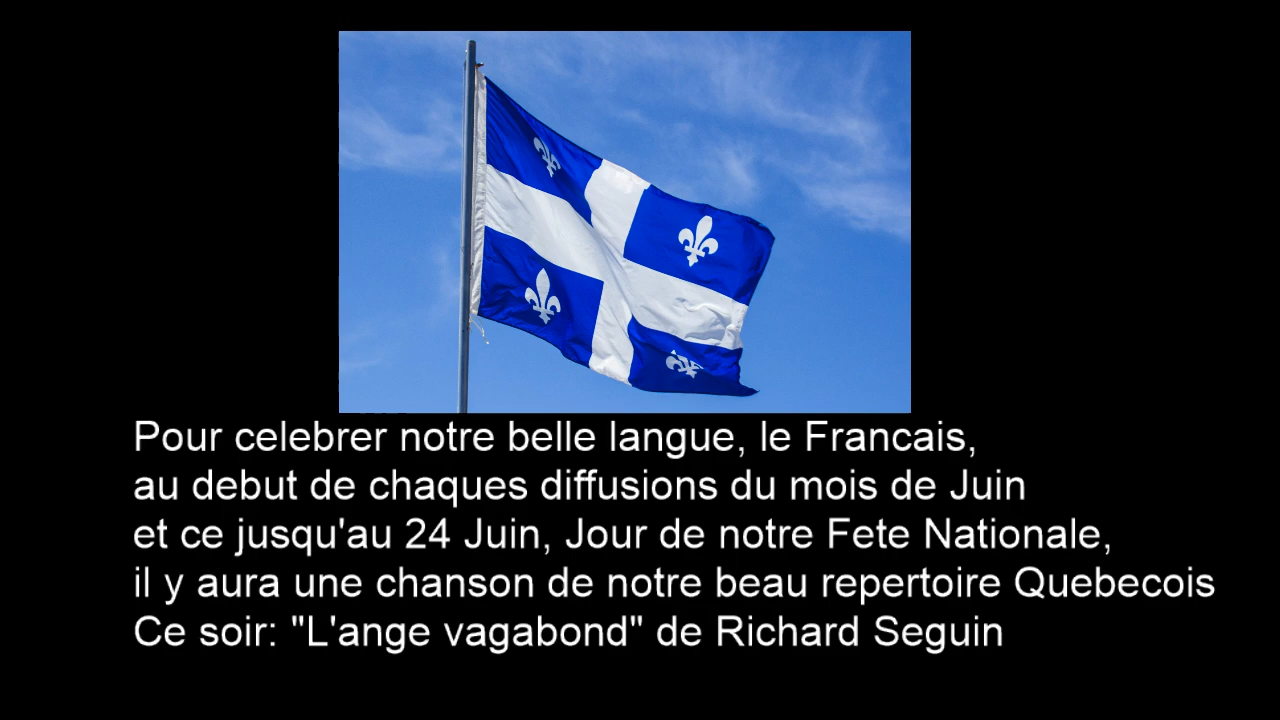 Pour celebrer notre belle langue, le Francais,
au debut de chaques diffusions du mois de Juin
et ce jusqu'au 24 Juin, Jour de notre Fete Nationale,
il y aura une chanson de notre beau repertoire Quebecois
Ce soir: "L'ange vagabond" de Richard Seguin